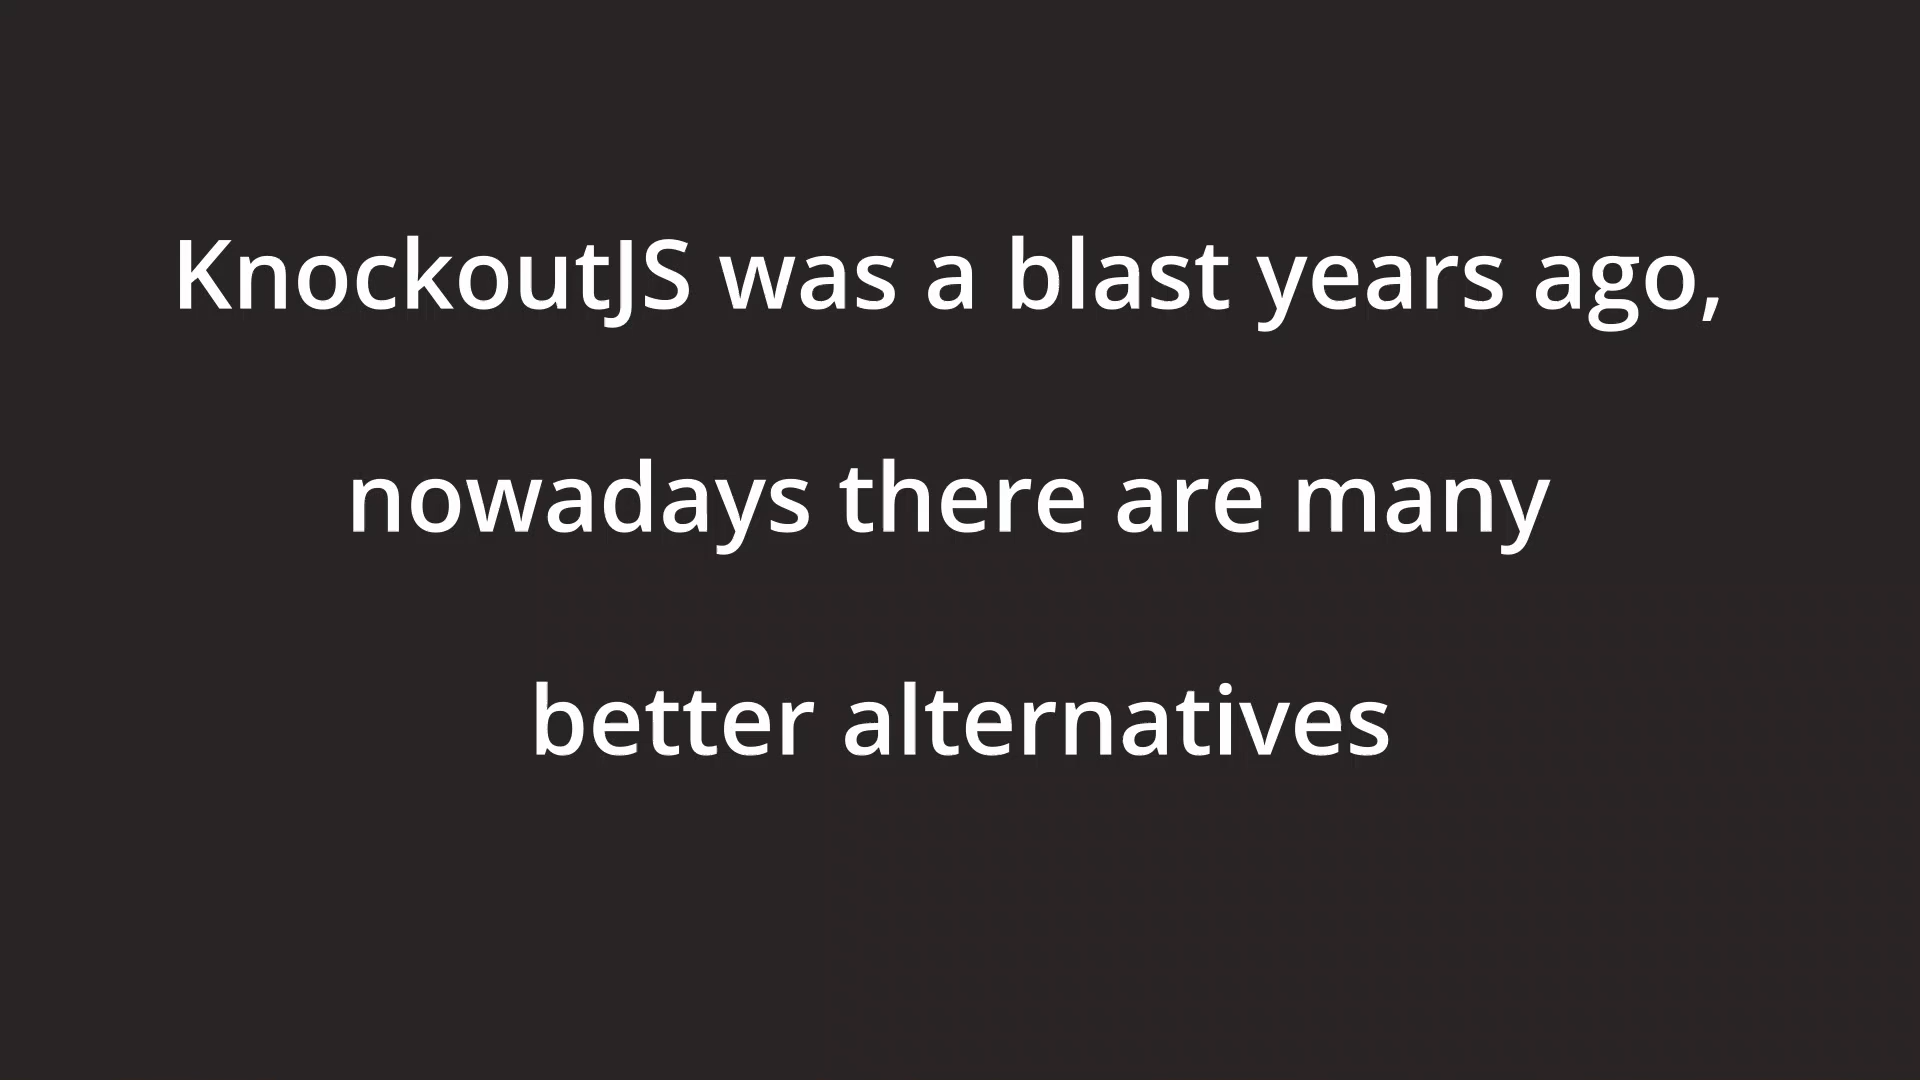 KnockoutJS was a blast years ago,
nowadays there are many
better alternatives